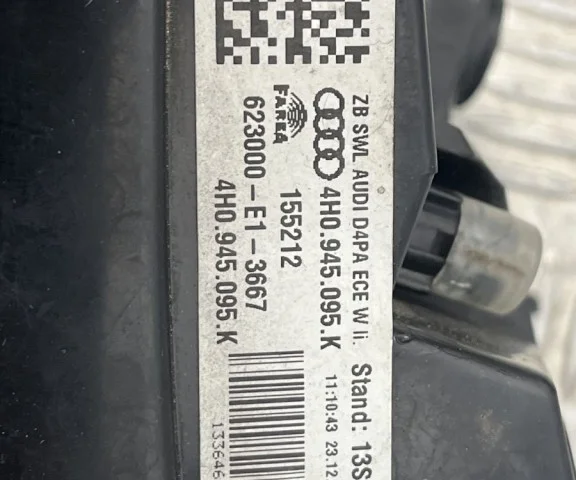 ZB SWL AUDI D4PA ECE W li. Stand: 13S
4H0.945.095.K 11:10:43 23.12
FARBA 155212
623000-E1-3667
4H0.945.095.K
133646